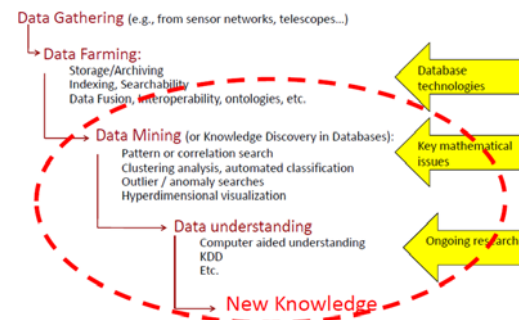 Data Gathering (e.g., from sensor networks, telescopes...)
Data Farming:
Storage/Archiving
Indexing, Searchability
Data Fusion, Interoperability, ontologies, etc.
Database
technologies
Data Mining (or Knowledge Discovery in Databases):
Pattern or correlation search
Clustering analysis, automated classification
Outlier / anomaly searches
Hyperdimensional visualization
Key mathematical
issues
Data understanding
Computer aided understanding
KDD
Etc.
Ongoing research
New Knowledge